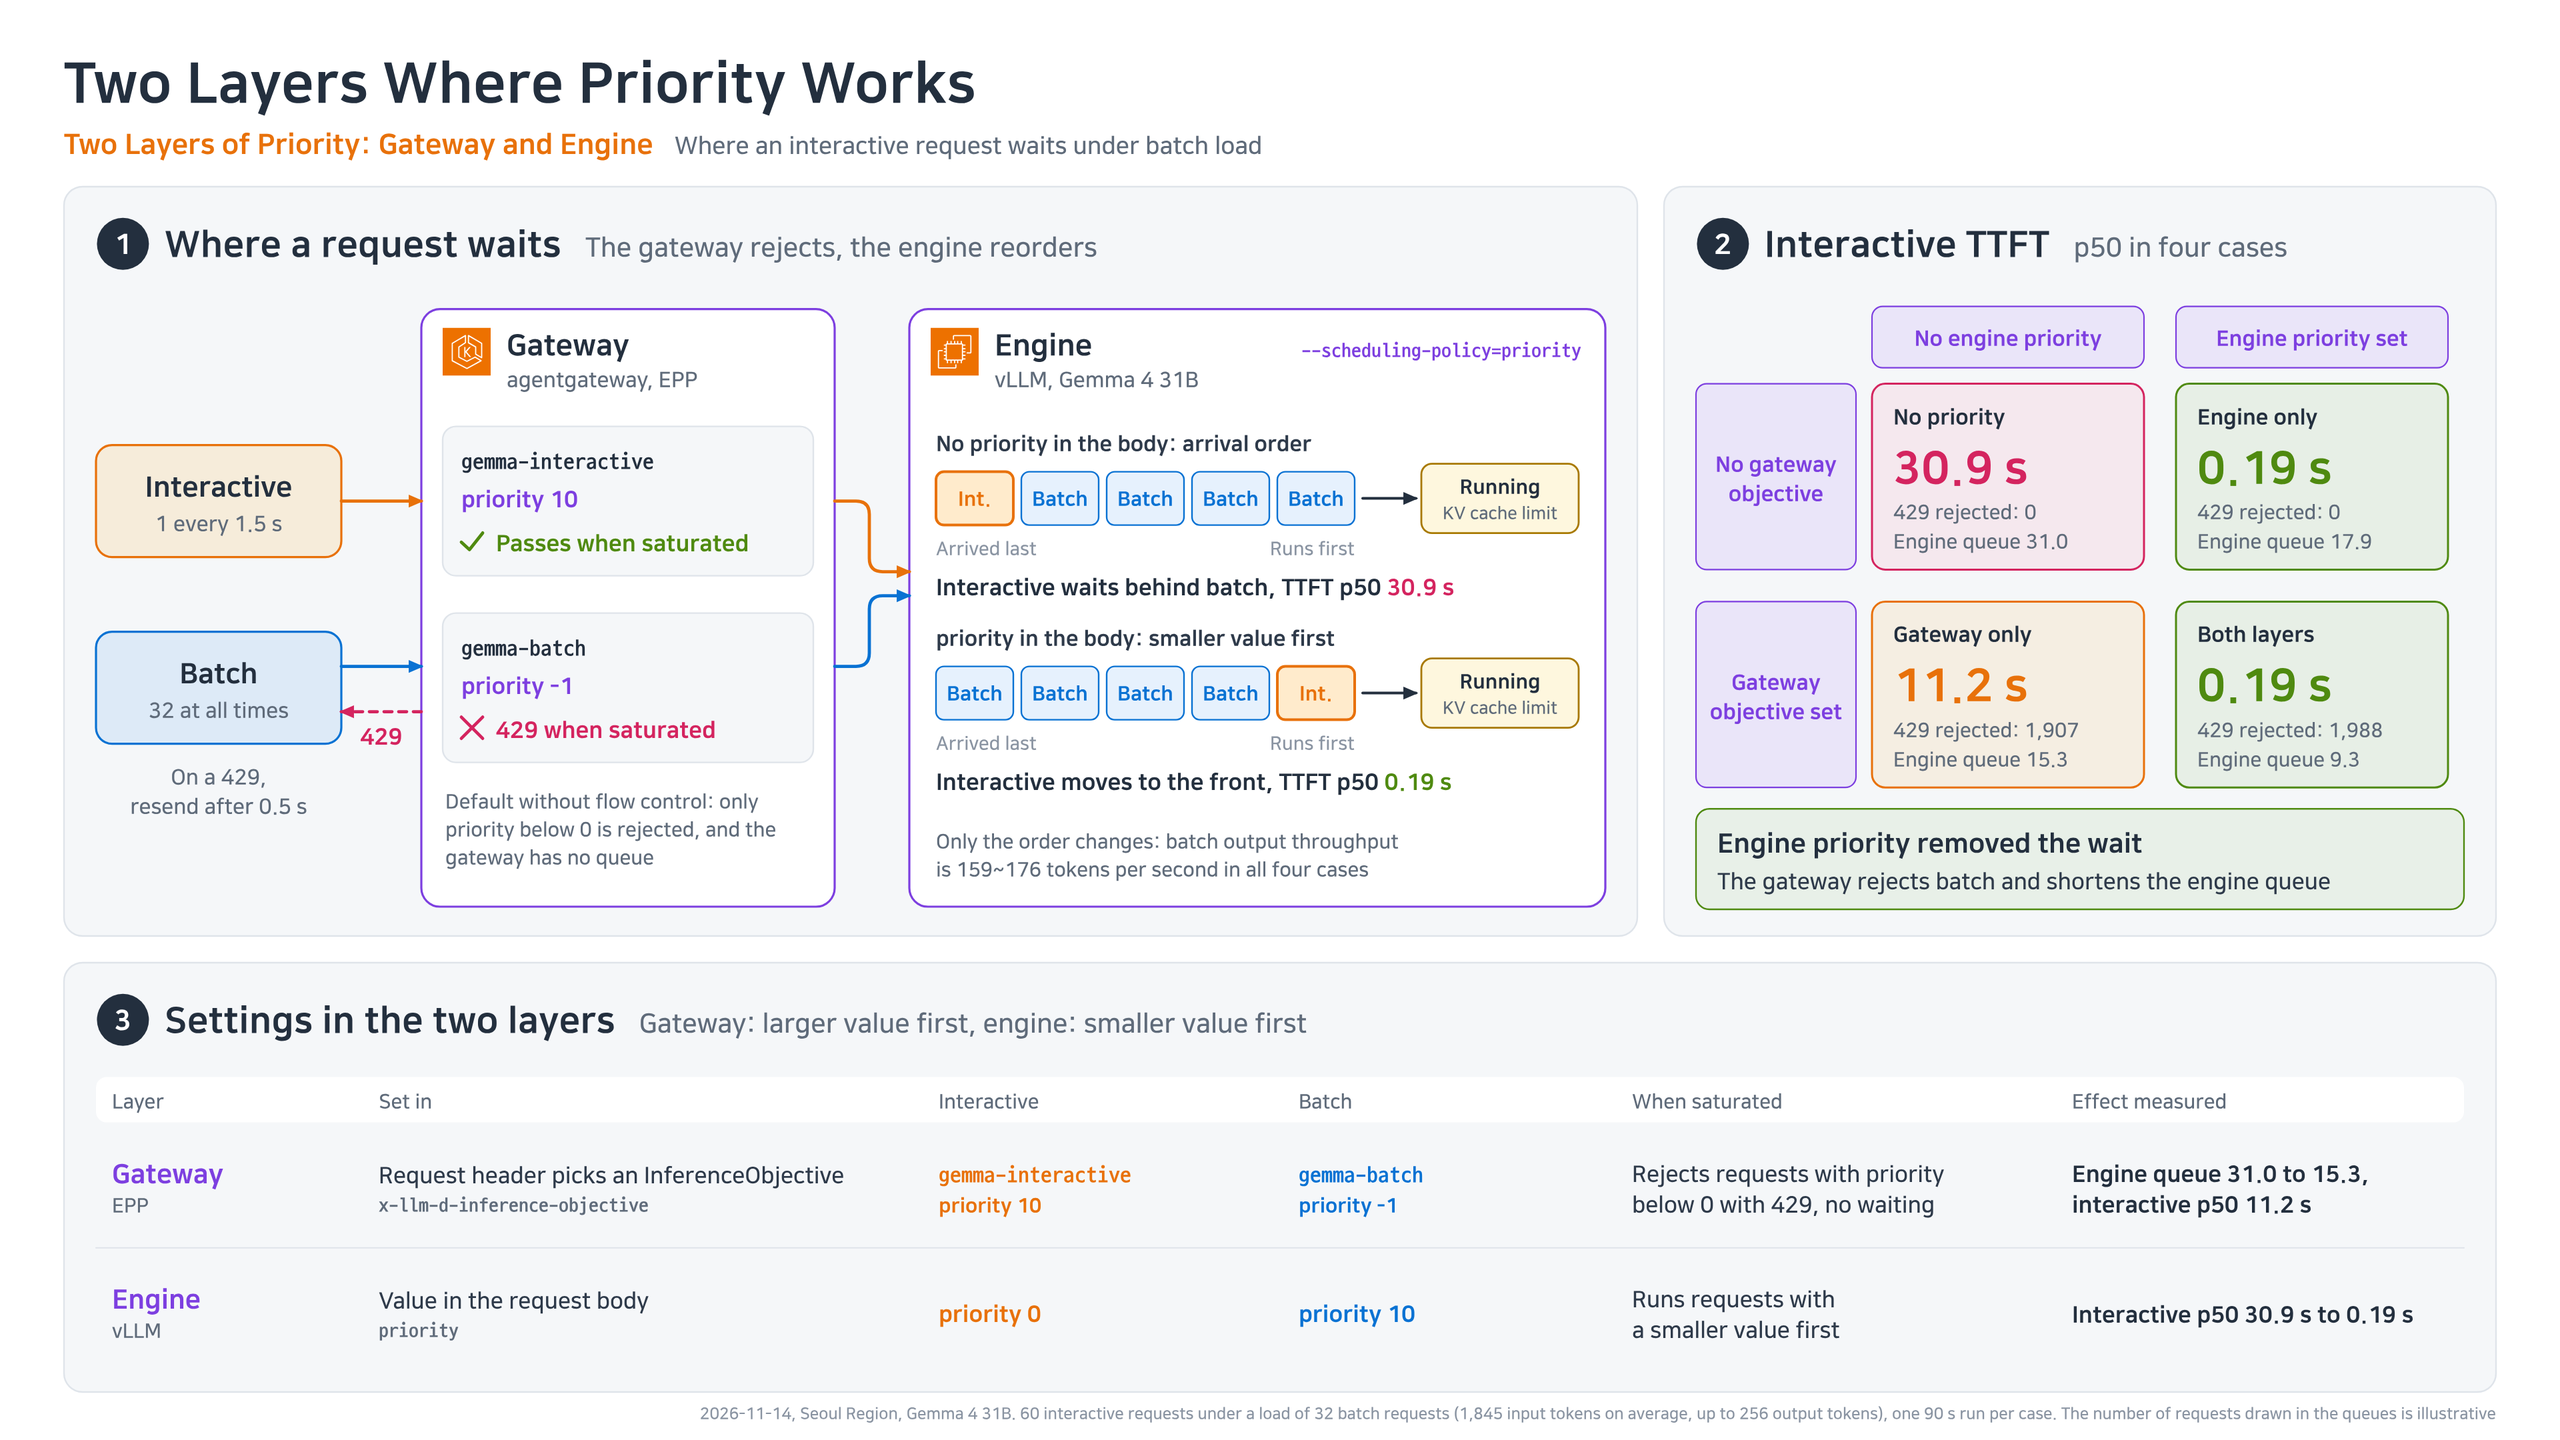 Two Layers Where Priority Works
Two Layers of Priority: Gateway and Engine Where an interactive request waits under batch load
1 Where a request waits The gateway rejects, the engine reorders
Interactive
1 every 1.5 s
Batch
32 at all times
429
On a 429,
resend after 0.5 s
Gateway
agentgateway, EPP
gemma-interactive
priority 10
Passes when saturated
gemma-batch
priority -1
429 when saturated
Default without flow control: only
priority below 0 is rejected, and the
gateway has no queue
Engine
vLLM, Gemma 4 31B
--scheduling-policy=priority
No priority in the body: arrival order
Int. Batch Batch Batch Batch
Running
KV cache limit
Arrived last Runs first
Interactive waits behind batch, TTFT p50 30.9 s
priority in the body: smaller value first
Batch Batch Batch Batch Int.
Running
KV cache limit
Arrived last Runs first
Interactive moves to the front, TTFT p50 0.19 s
Only the order changes: batch output throughput
is 159~176 tokens per second in all four cases
2 Interactive TTFT p50 in four cases
No engine priority Engine priority set
No gateway
objective
No priority
30.9 s
429 rejected: 0
Engine queue 31.0
Engine only
0.19 s
429 rejected: 0
Engine queue 17.9
Gateway
objective set
Gateway only
11.2 s
429 rejected: 1,907
Engine queue 15.3
Both layers
0.19 s
429 rejected: 1,988
Engine queue 9.3
Engine priority removed the wait
The gateway rejects batch and shortens the engine queue
3 Settings in the two layers Gateway: larger value first, engine: smaller value first
Layer Set in Interactive Batch When saturated Effect measured
Gateway
EPP
Request header picks an InferenceObjective
x-llm-d-inference-objective
gemma-interactive
priority 10
gemma-batch
priority -1
Rejects requests with priority
below 0 with 429, no waiting
Engine queue 31.0 to 15.3,
interactive p50 11.2 s
Engine
vLLM
Value in the request body
priority
priority 0
priority 10
Runs requests with
a smaller value first
Interactive p50 30.9 s to 0.19 s
2026-11-14, Seoul Region, Gemma 4 31B. 60 interactive requests under a load of 32 batch requests (1,845 input tokens on average, up to 256 output tokens), one 90 s run per case. The number of requests drawn in the queues is illustrative